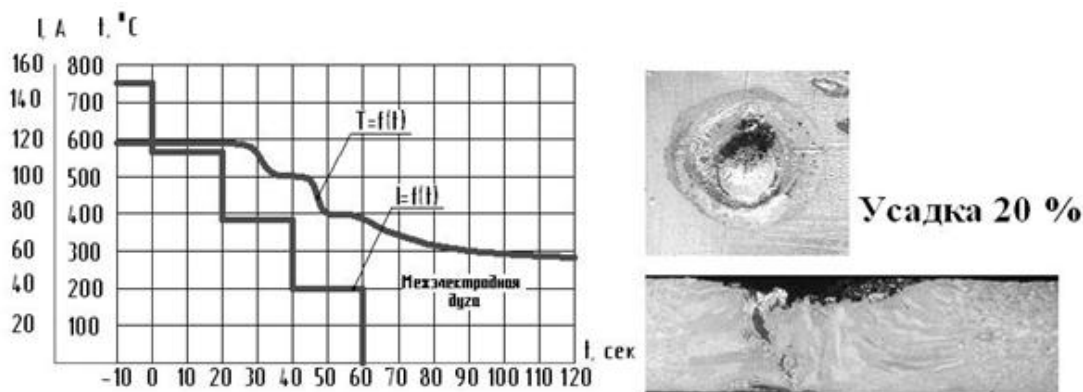 I, A t, °C
160 800
140 700
120 600
100 500
80 400
60 300
40 200
20 100
-10 0 10 20 30 40 50 60 70 80 90 100 110 120
t, сек
T=f(t)
I=f(t)
Межэлектродная
дуга
Усадка 20 %